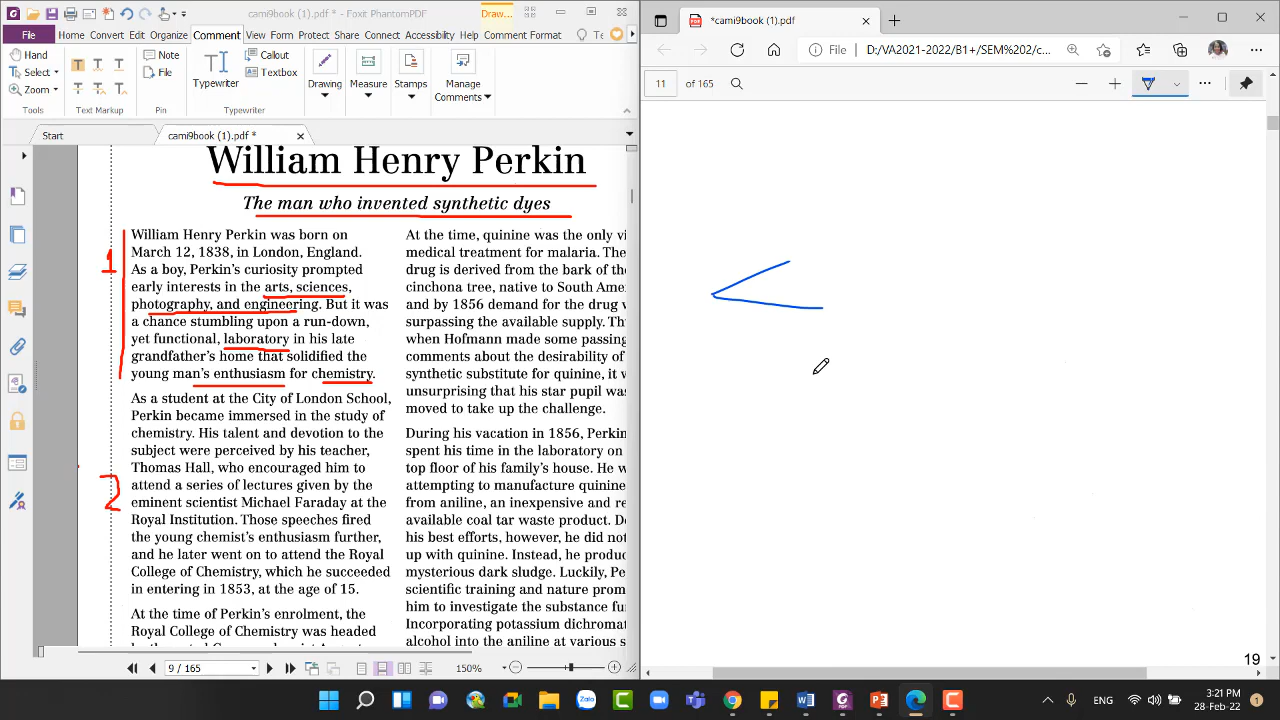 cami9book (1).pdf * - Foxit PhantomPDF
Draw...
File Home Convert Edit Comment View Form Protect Share Connect Accessibility Help Comment Format Te
Hand
Select
Zoom
Tools
Text Markup
Note
File
Pin
Typewriter
Callout
Textbox
Typewriter
Drawing
Measure
Stamps
Manage
Comments
Start
cami9book (1).pdf *
William Henry Perkin
The man who invented synthetic dyes
1
William Henry Perkin was born on
March 12, 1838, in London, England.
As a boy, Perkin's curiosity prompted
early interests in the arts, sciences,
photography, and engineering. But it was
a chance stumbling upon a run-down,
yet functional, laboratory in his late
grandfather's home that solidified the
young man's enthusiasm for chemistry.
2
As a student at the City of London School,
Perkin became immersed in the study of
chemistry. His talent and devotion to the
subject were perceived by his teacher,
Thomas Hall, who encouraged him to
attend a series of lectures given by the
eminent scientist Michael Faraday at the
Royal Institution. Those speeches fired
the young chemist's enthusiasm further,
and he later went on to attend the Royal
College of Chemistry, which he succeeded
in entering in 1853, at the age of 15.
At the time of Perkin's enrolment, the
Royal College of Chemistry was headed
At the time, quinine was the only vi
medical treatment for malaria. The
drug is derived from the bark of the
cinchona tree, native to South Ame
and by 1856 demand for the drug w
surpassing the available supply. Th
when Hofmann made some passing
comments about the desirability of
synthetic substitute for quinine, it w
unsurprising that his star pupil was
moved to take up the challenge.
During his vacation in 1856, Perkin
spent his time in the laboratory on
top floor of his family's house. He w
attempting to manufacture quinine
from aniline, an inexpensive and re
available coal tar waste product. De
his best efforts, however, he did not
up with quinine. Instead, he produc
mysterious dark sludge. Luckily, Pe
scientific training and nature prom
him to investigate the substance fu
Incorporating potassium dichromat
alcohol into the aniline at various s
9 / 165
150%
*cami9book (1).pdf
File
D:/VA2021-2022/B1+/SEM%202/c...
11 of 165
19
ENG
3:21 PM
28-Feb-22